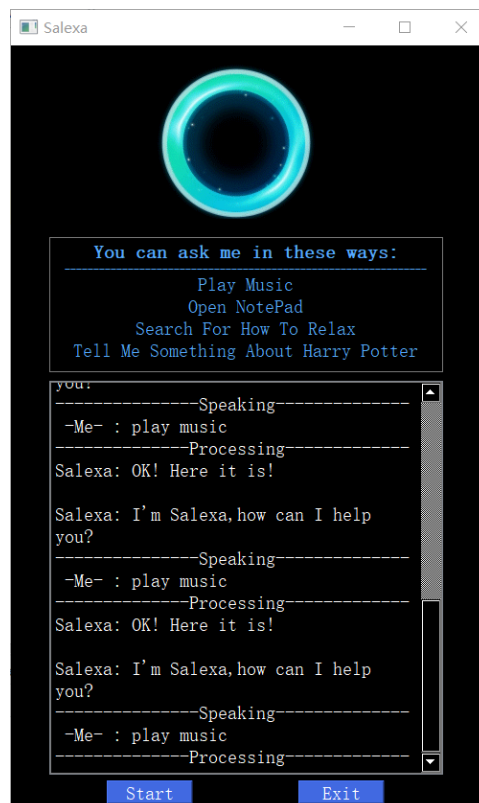 Salexa
You can ask me in these ways:
Play Music
Open NotePad
Search For How To Relax
Tell Me Something About Harry Potter
you?
---------------Speaking--------------
-Me- : play music
--------------Processing-------------
Salexa: OK! Here it is!
Salexa: I'm Salexa,how can I help
you?
---------------Speaking--------------
-Me- : play music
--------------Processing-------------
Salexa: OK! Here it is!
Salexa: I'm Salexa,how can I help
you?
---------------Speaking--------------
-Me- : play music
--------------Processing-------------
Start
Exit